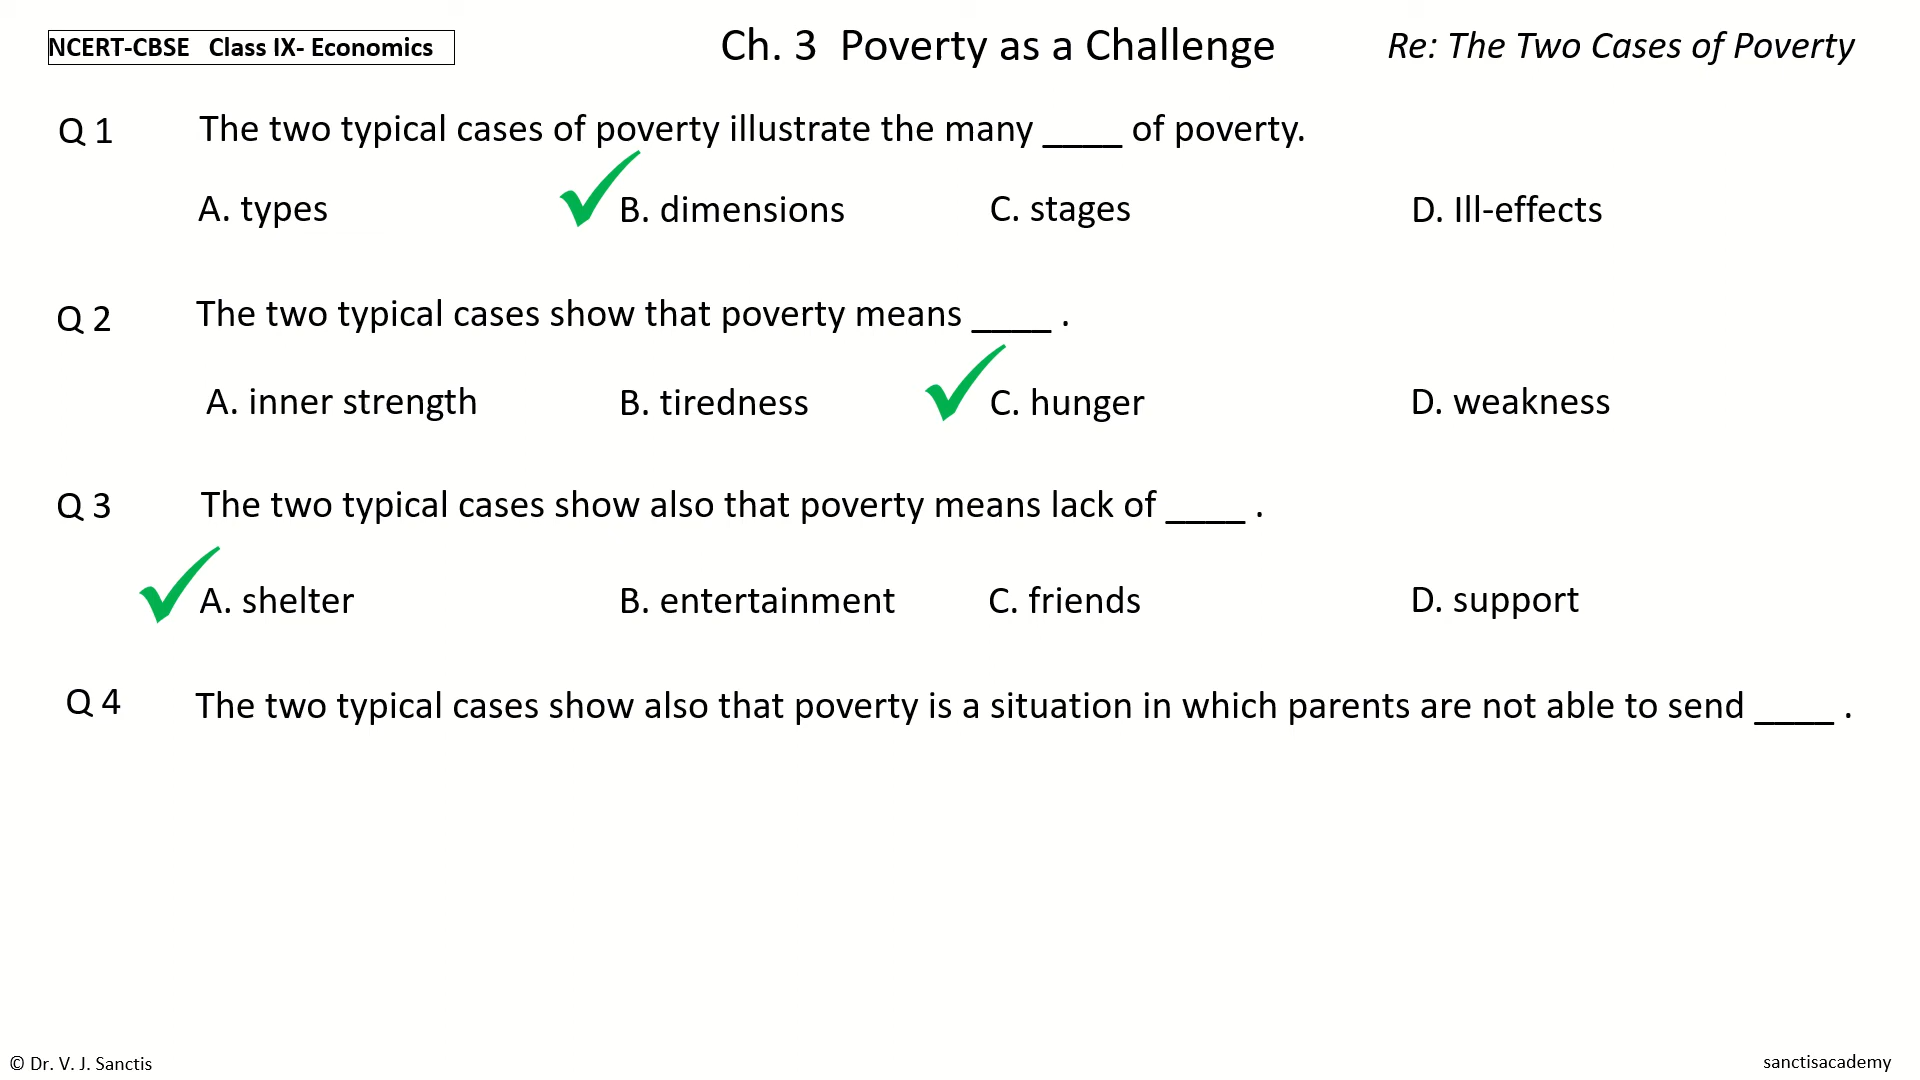 NCERT-CBSE Class IX- Economics
Ch. 3 Poverty as a Challenge
Re: The Two Cases of Poverty
Q 1 The two typical cases of poverty illustrate the many ____ of poverty.
A. types B. dimensions C. stages D. Ill-effects
Q 2 The two typical cases show that poverty means ____ .
A. inner strength B. tiredness C. hunger D. weakness
Q 3 The two typical cases show also that poverty means lack of ____ .
A. shelter B. entertainment C. friends D. support
Q 4 The two typical cases show also that poverty is a situation in which parents are not able to send ____ .
© Dr. V. J. Sanctis
sanctisacademy